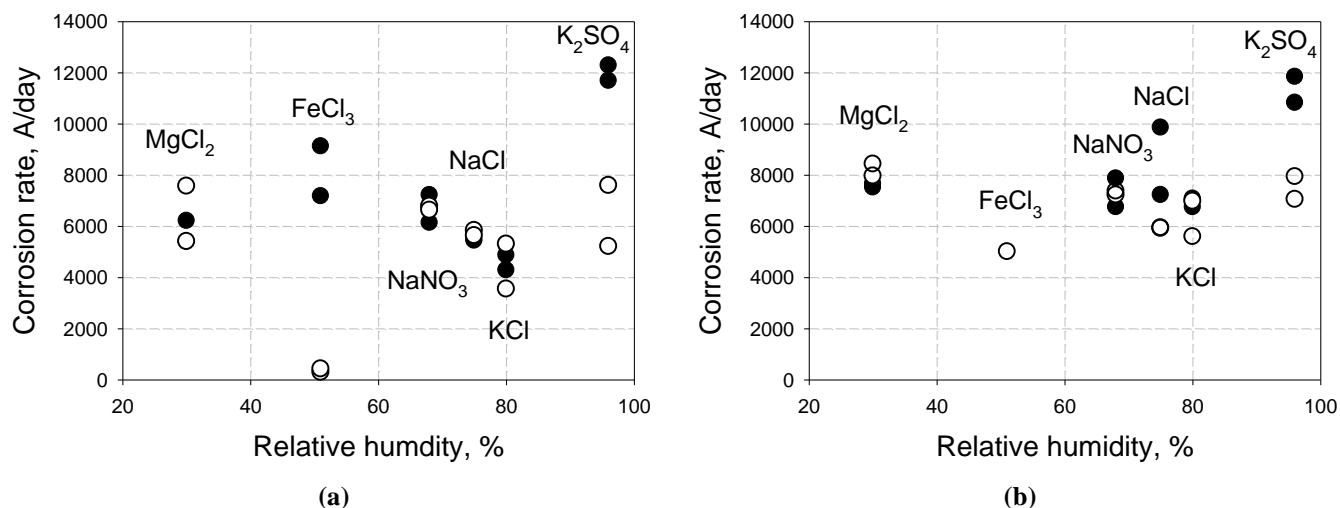 14000
12000
10000
8000
6000
4000
2000
0
20
40
60
80
100
Corrosion rate, A/day
Relative humdity, %
MgCl2
FeCl3
NaNO3
NaCl
KCl
K2SO4
(a)
14000
12000
10000
8000
6000
4000
2000
0
20
40
60
80
100
Corrosion rate, A/day
Relative humidity, %
MgCl2
FeCl3
NaNO3
NaCl
KCl
K2SO4
(b)